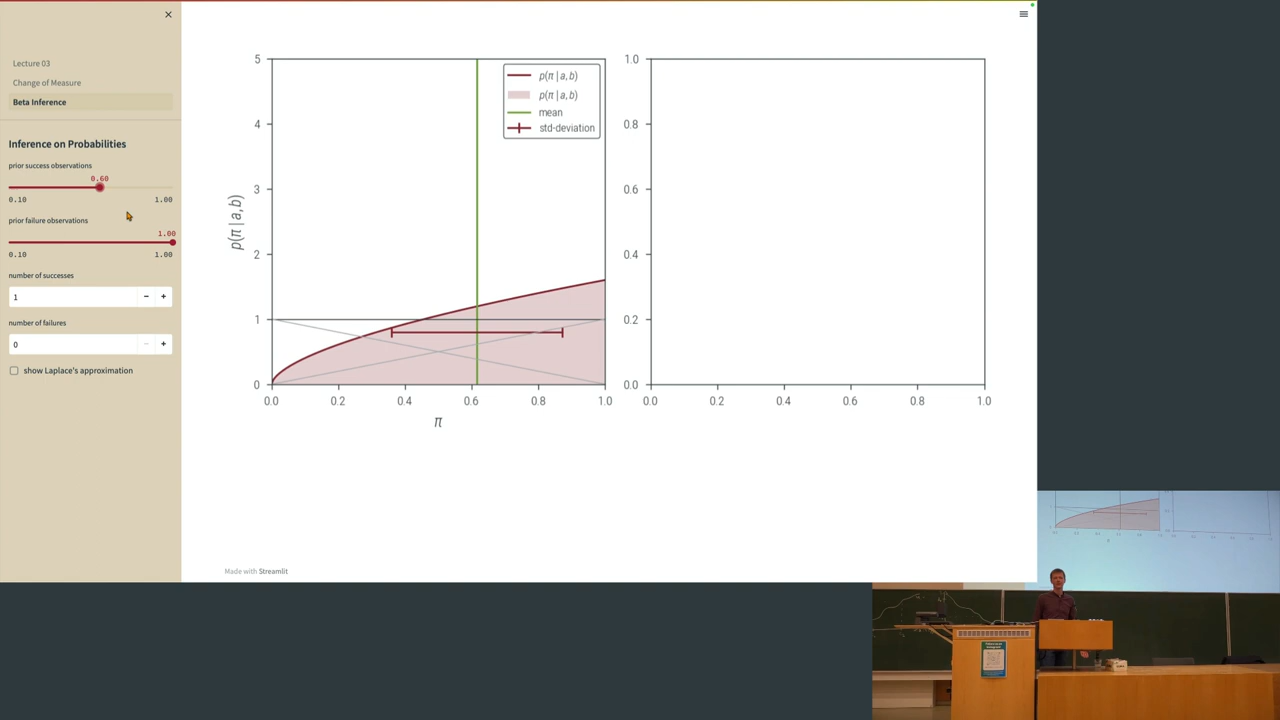 Lecture 03
Change of Measure
Beta Inference
Inference on Probabilities
prior success observations
0.60
0.10 1.00
prior failure observations
1.00
0.10 1.00
number of successes
1
number of failures
0
show Laplace's approximation
p(π | a, b)
p(π | a, b)
mean
std-deviation
p(π | a, b)
5
4
3
2
1
0
0.0 0.2 0.4 0.6 0.8 1.0
π
1.0
0.8
0.6
0.4
0.2
0.0
0.0 0.2 0.4 0.6 0.8 1.0
Made with Streamlit